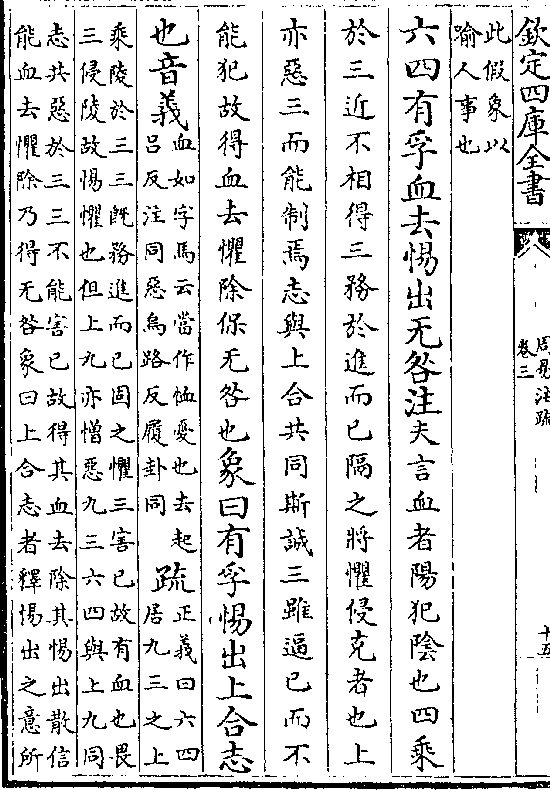 欽定四庫全書
周易注疏
卷三
十五
此假象以
喻人事也
六四有孚血去惕出无咎注夫言血者陽犯陰也四乘
於三近不相得三務於進而已隔之將懼侵克者也上
亦惡三而能制焉志與上合共同斯誠三雖逼已而不
能犯故得血去懼除保无咎也象曰有孚惕出上合志
也音義血如字馬云當作恤憂也去起
吕反注同惡烏路反履卦同
疏正義曰六四
居九三之上
乘陵於三三既務進而已固之懼三害已故有血也畏
三侵陵故惕懼也但上九亦憎惡九三六四與上九同
志共惡於三三不能害已故得其血去除其惕出散信
能血去懼除乃得无咎象曰上合志者釋惕出之意所